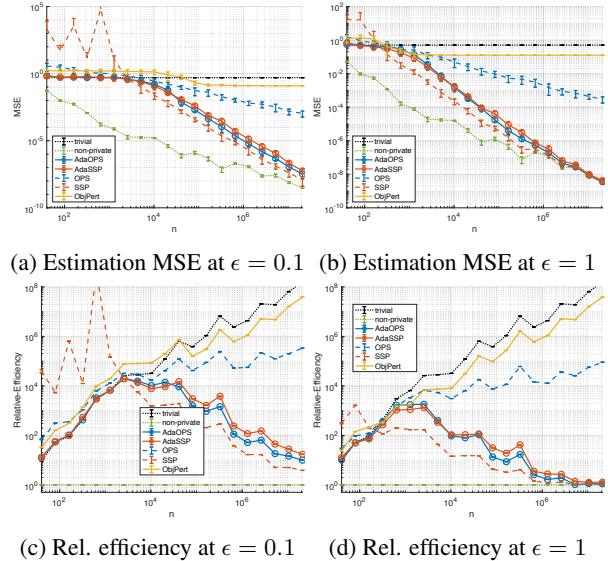 10^5
10^0
10^-5
10^-10
MSE
10^2
10^4
10^6
n
trivial
non-private
AdaOPS
AdaSSP
OPS
SSP
ObjPert
(a) Estimation MSE at ϵ = 0.1
10^2
10^0
10^-2
10^-4
10^-6
10^-8
MSE
10^2
10^4
10^6
n
trivial
non-private
AdaOPS
AdaSSP
OPS
SSP
ObjPert
(b) Estimation MSE at ϵ = 1
10^8
10^6
10^4
10^2
10^0
Relative-Efficiency
10^2
10^4
10^6
n
trivial
non-private
AdaOPS
AdaSSP
OPS
SSP
ObjPert
(c) Rel. efficiency at ϵ = 0.1
10^8
10^6
10^4
10^2
10^0
Relative-Efficiency
10^2
10^4
10^6
n
trivial
non-private
AdaOPS
AdaSSP
OPS
SSP
ObjPert
(d) Rel. efficiency at ϵ = 1